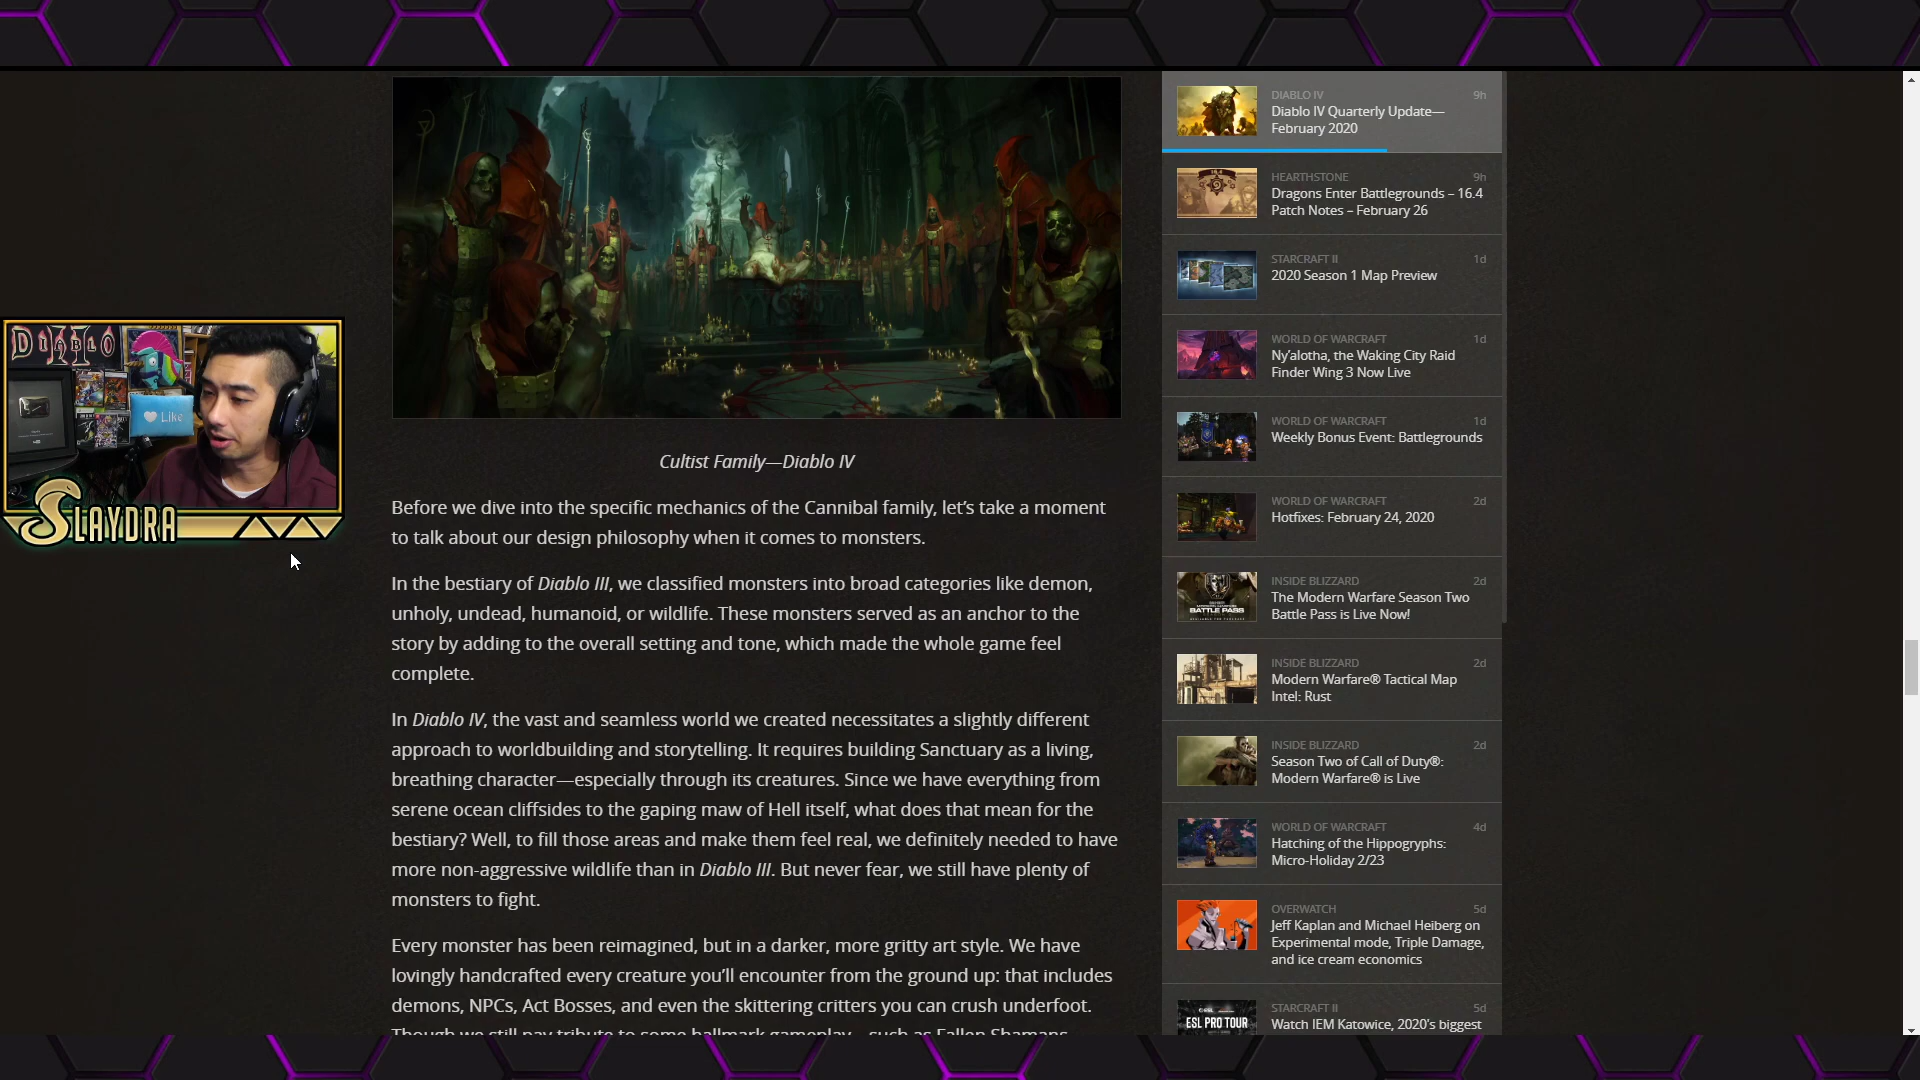 Cultist Family—Diablo IV
Before we dive into the specific mechanics of the Cannibal family, let’s take a moment
to talk about our design philosophy when it comes to monsters.
In the bestiary of Diablo III, we classified monsters into broad categories like demon,
unholy, undead, humanoid, or wildlife. These monsters served as an anchor to the
story by adding to the overall setting and tone, which made the whole game feel
complete.
In Diablo IV, the vast and seamless world we created necessitates a slightly different
approach to worldbuilding and storytelling. It requires building Sanctuary as a living,
breathing character—especially through its creatures. Since we have everything from
serene ocean cliffsides to the gaping maw of Hell itself, what does that mean for the
bestiary? Well, to fill those areas and make them feel real, we definitely needed to have
more non-aggressive wildlife than in Diablo III. But never fear, we still have plenty of
monsters to fight.
Every monster has been reimagined, but in a darker, more gritty art style. We have
lovingly handcrafted every creature you’ll encounter from the ground up: that includes
demons, NPCs, Act Bosses, and even the skittering critters you can crush underfoot.
Though we still pay tribute to some hallmark gameplay—such as Fallen Shamans
DIABLO IV 9h
Diablo IV Quarterly Update—
February 2020
HEARTHSTONE 9h
Dragons Enter Battlegrounds – 16.4
Patch Notes – February 26
16.4
STARCRAFT II 1d
2020 Season 1 Map Preview
WORLD OF WARCRAFT 1d
Ny’alotha, the Waking City Raid
Finder Wing 3 Now Live
WORLD OF WARCRAFT 1d
Weekly Bonus Event: Battlegrounds
WORLD OF WARCRAFT 2d
Hotfixes: February 24, 2020
INSIDE BLIZZARD 2d
The Modern Warfare Season Two
Battle Pass is Live Now!
BATTLE PASS
INSIDE BLIZZARD 2d
Modern Warfare® Tactical Map
Intel: Rust
INSIDE BLIZZARD 2d
Season Two of Call of Duty®:
Modern Warfare® is Live
WORLD OF WARCRAFT 4d
Hatching of the Hippogryphs:
Micro-Holiday 2/23
OVERWATCH 5d
Jeff Kaplan and Michael Heiberg on
Experimental mode, Triple Damage,
and ice cream economics
STARCRAFT II 5d
Watch IEM Katowice, 2020’s biggest
ESL PRO TOUR
DIABLO
Like
SLAYDRA